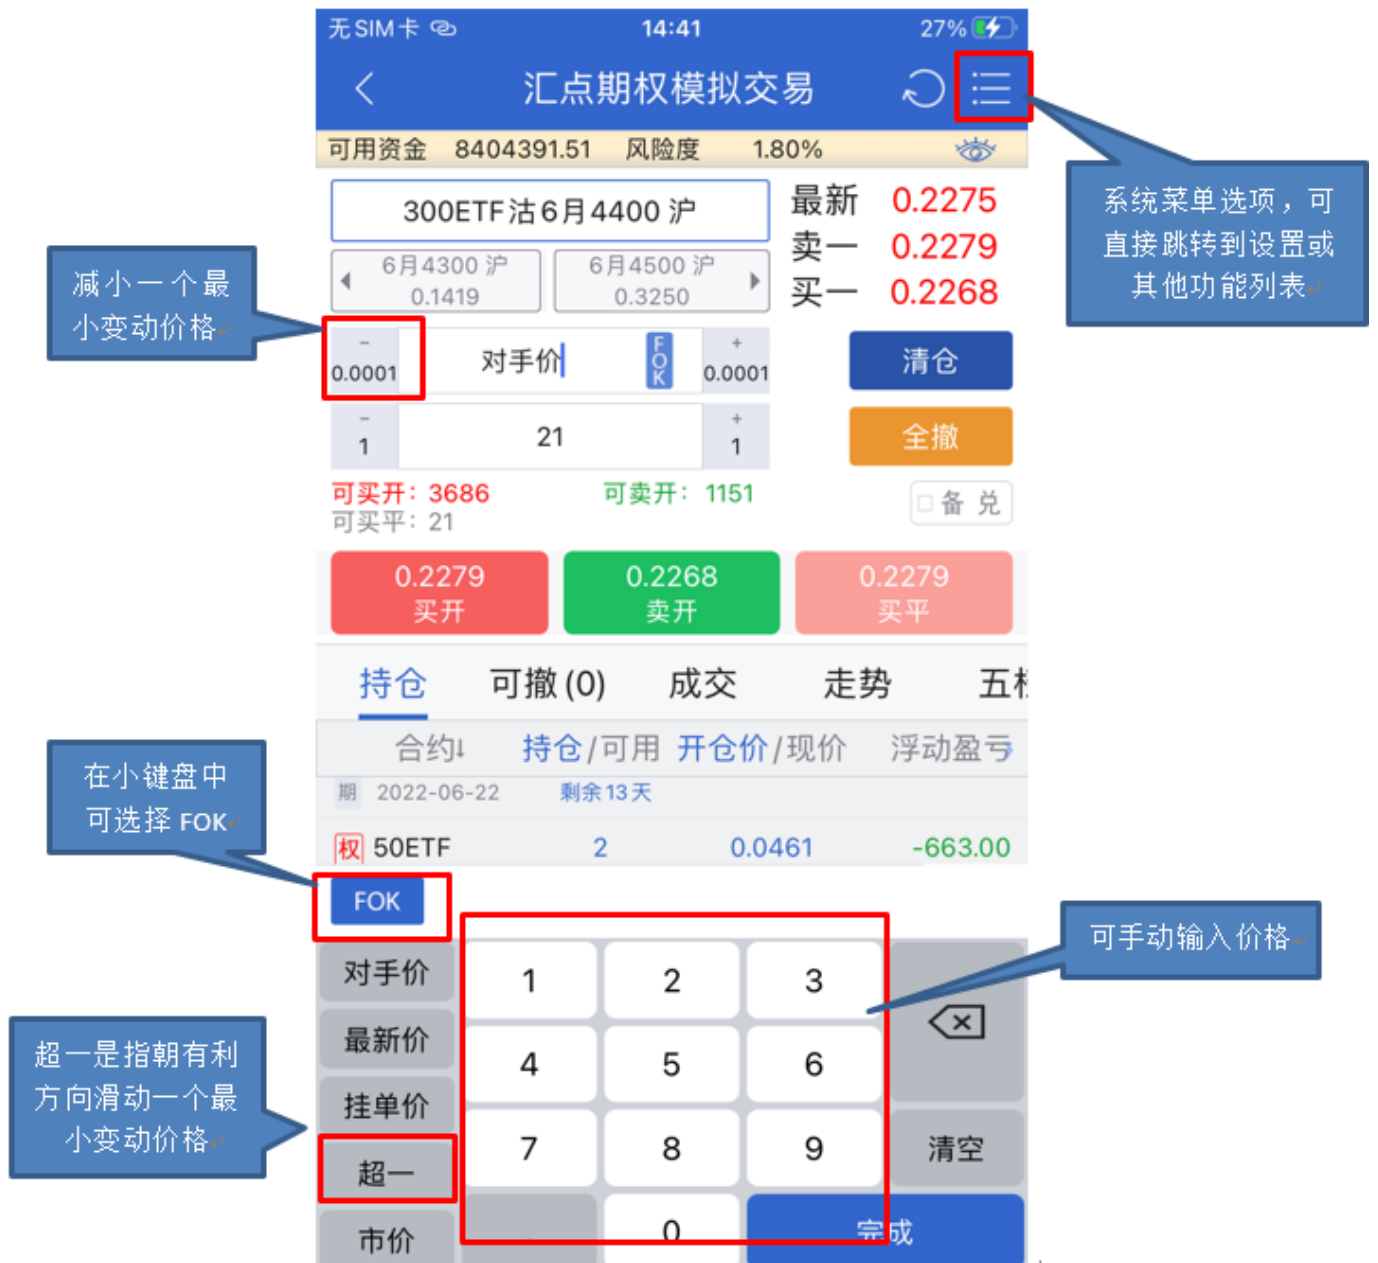 无SIM卡
14:41
27%
汇点期权模拟交易
可用资金 8404391.51 风险度 1.80%
系统菜单选项，可
直接跳转到设置或
其他功能列表
300ETF沽6月4400 沪
最新 0.2275
卖一 0.2279
买一 0.2268
6月4300 沪
0.1419
6月4500 沪
0.3250
减小一个最
小变动价格
-
0.0001
对手价
FOK
+
0.0001
清仓
-
1
21
+
1
全撤
可买开：3686
可卖开：1151
可买平：21
备 兑
0.2279
买开
0.2268
卖开
0.2279
买平
持仓 可撤(0) 成交 走势 五
合约 持仓/可用 开仓价/现价 浮动盈亏
期 2022-06-22 剩余13天
权 50ETF 2 0.0461 -663.00
在小键盘中
可选择 FOK
FOK
可手动输入价格
对手价
最新价
挂单价
超一
市价
1 2 3
4 5 6
7 8 9
0
清空
完成
超一是指朝有利
方向滑动一个最
小变动价格